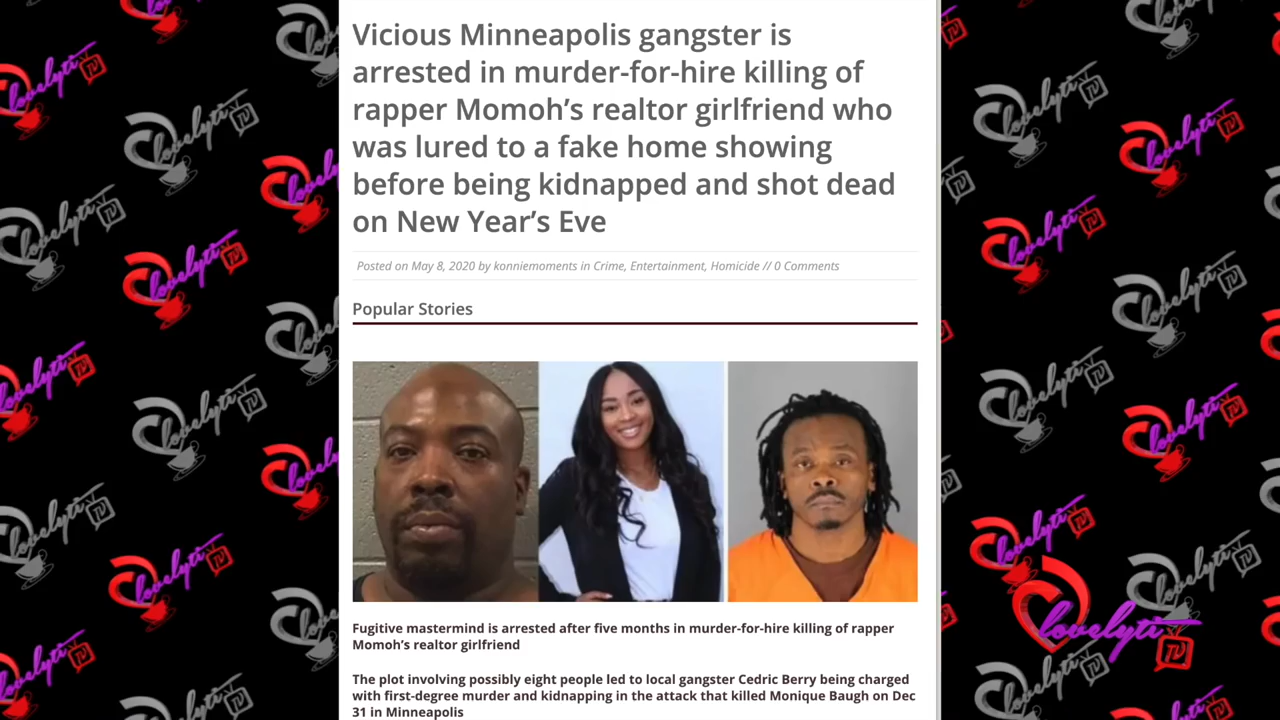 Vicious Minneapolis gangster is
arrested in murder-for-hire killing of
rapper Momoh's realtor girlfriend who
was lured to a fake home showing
before being kidnapped and shot dead
on New Year's Eve
Posted on May 8, 2020 by konniemoments in Crime, Entertainment, Homicide // 0 Comments
Popular Stories
Fugitive mastermind is arrested after five months in murder-for-hire killing of rapper
Momoh's realtor girlfriend
The plot involving possibly eight people led to local gangster Cedric Berry being charged
with first-degree murder and kidnapping in the attack that killed Monique Baugh on Dec
31 in Minneapolis
lovelyti
TV